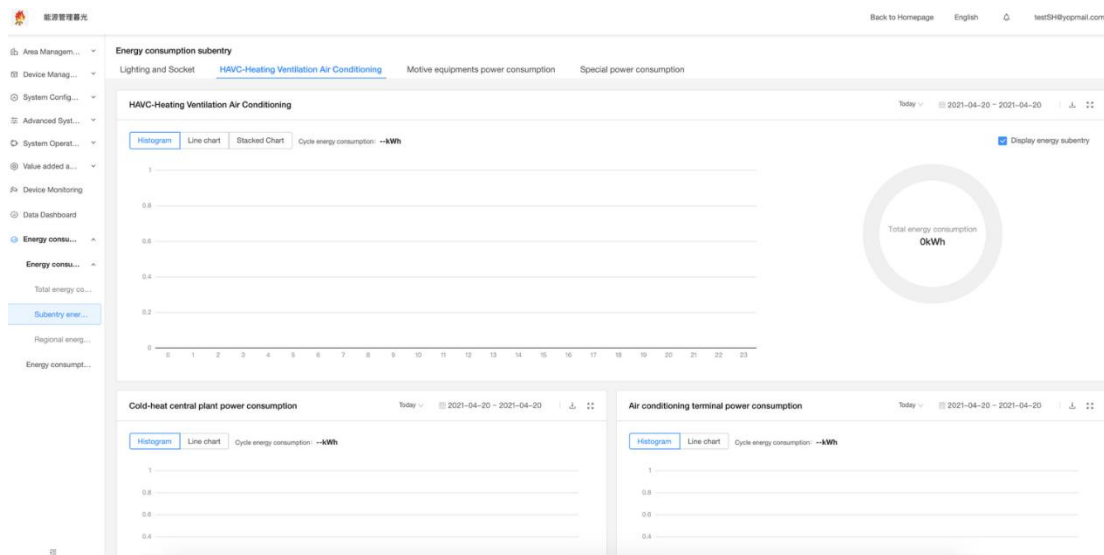 能源管理暮光
Back to Homepage English testSH@yopmail.com
Area Managem...
Device Manag...
System Config...
Advanced Syst...
System Operat...
Value added a...
Device Monitoring
Data Dashboard
Energy consu...
Energy consu...
Total energy co...
Subentry ener...
Regional energ...
Energy consumpt...
Energy consumption subentry
Lighting and Socket HAVC-Heating Ventilation Air Conditioning Motive equipments power consumption Special power consumption
HAVC-Heating Ventilation Air Conditioning Today 2021-04-20 ~ 2021-04-20
Histogram Line chart Stacked Chart Cycle energy consumption: --kWh Display energy subentry
1
0.8
0.6
0.4
0.2
0
0 1 2 3 4 5 6 7 8 9 10 11 12 13 14 15 16 17 18 19 20 21 22 23
Total energy consumption
0kWh
Cold-heat central plant power consumption Today 2021-04-20 ~ 2021-04-20
Histogram Line chart Cycle energy consumption: --kWh
1
0.8
0.6
0.4
Air conditioning terminal power consumption Today 2021-04-20 ~ 2021-04-20
Histogram Line chart Cycle energy consumption: --kWh
1
0.8
0.6
0.4